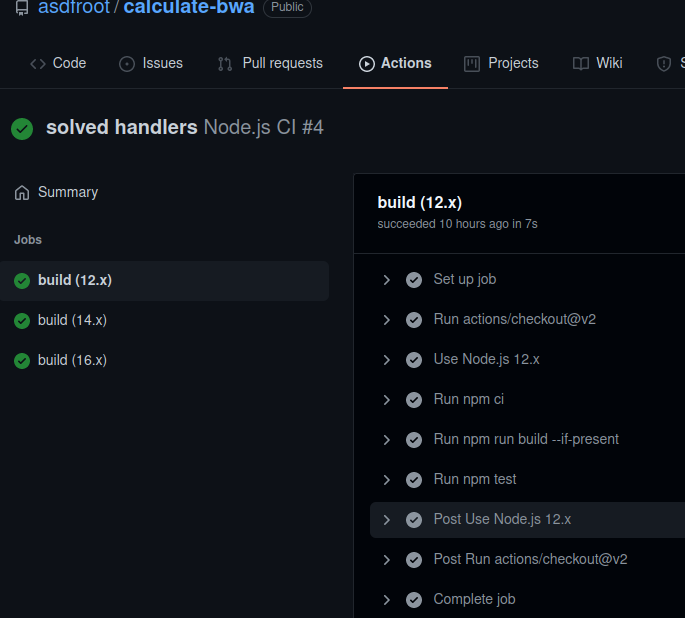 asdfroot / calculate-bwa Public
Code Issues Pull requests Actions Projects Wiki S
solved handlers Node.js CI #4
Summary
Jobs
build (12.x)
build (14.x)
build (16.x)
build (12.x)
succeeded 10 hours ago in 7s
Set up job
Run actions/checkout@v2
Use Node.js 12.x
Run npm ci
Run npm run build --if-present
Run npm test
Post Use Node.js 12.x
Post Run actions/checkout@v2
Complete job